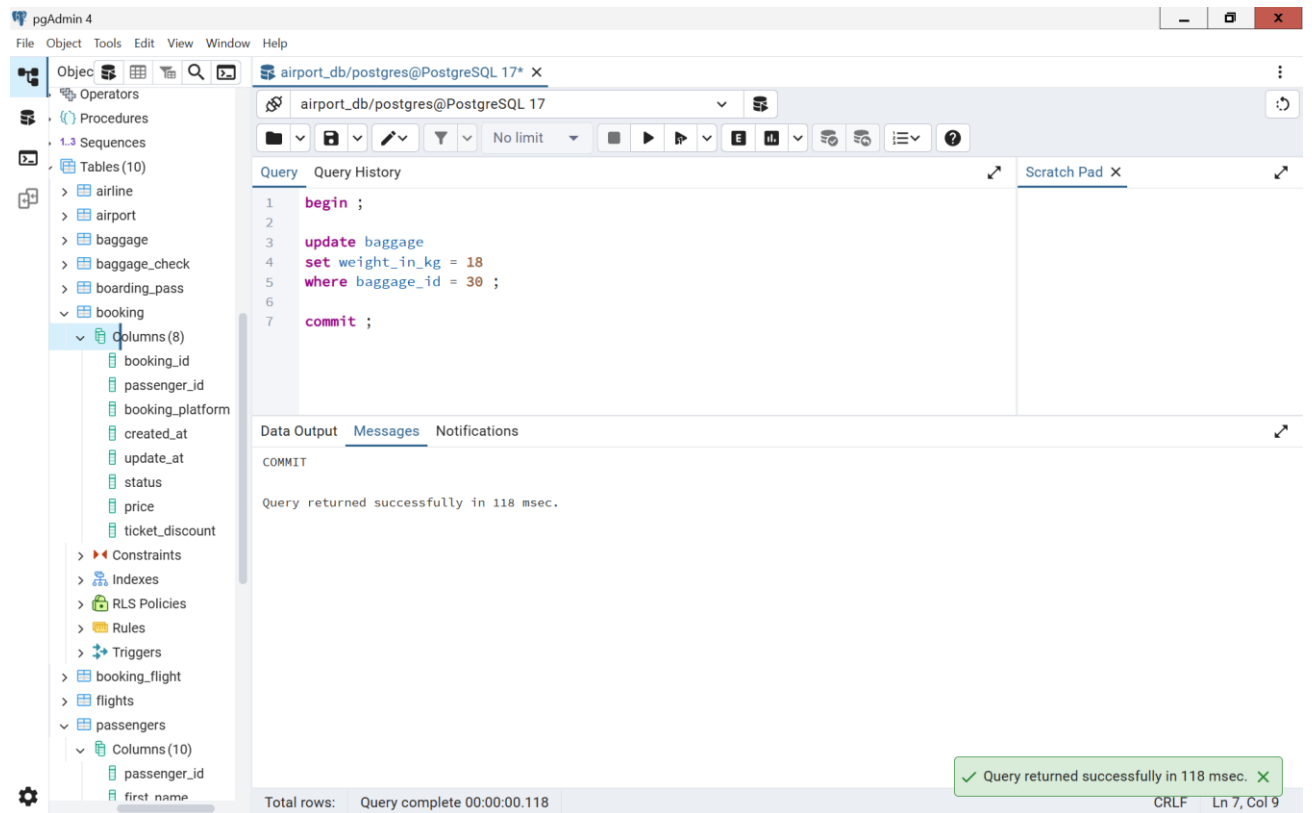 pgAdmin 4
File Object Tools Edit View Window Help
Objec
airport_db/postgres@PostgreSQL 17*
Operators
airport_db/postgres@PostgreSQL 17
Procedures
1..3 Sequences
No limit
Tables (10)
Query Query History
Scratch Pad
airline
airport
baggage
baggage_check
boarding_pass
booking
Columns (8)
booking_id
passenger_id
booking_platform
created_at
update_at
status
price
ticket_discount
Constraints
Indexes
RLS Policies
Rules
Triggers
booking_flight
flights
passengers
Columns (10)
passenger_id
first_name
1 begin ;
2
3 update baggage
4 set weight_in_kg = 18
5 where baggage_id = 30 ;
6
7 commit ;
Data Output Messages Notifications
COMMIT
Query returned successfully in 118 msec.
Query returned successfully in 118 msec.
Total rows: Query complete 00:00:00.118
CRLF Ln 7, Col 9